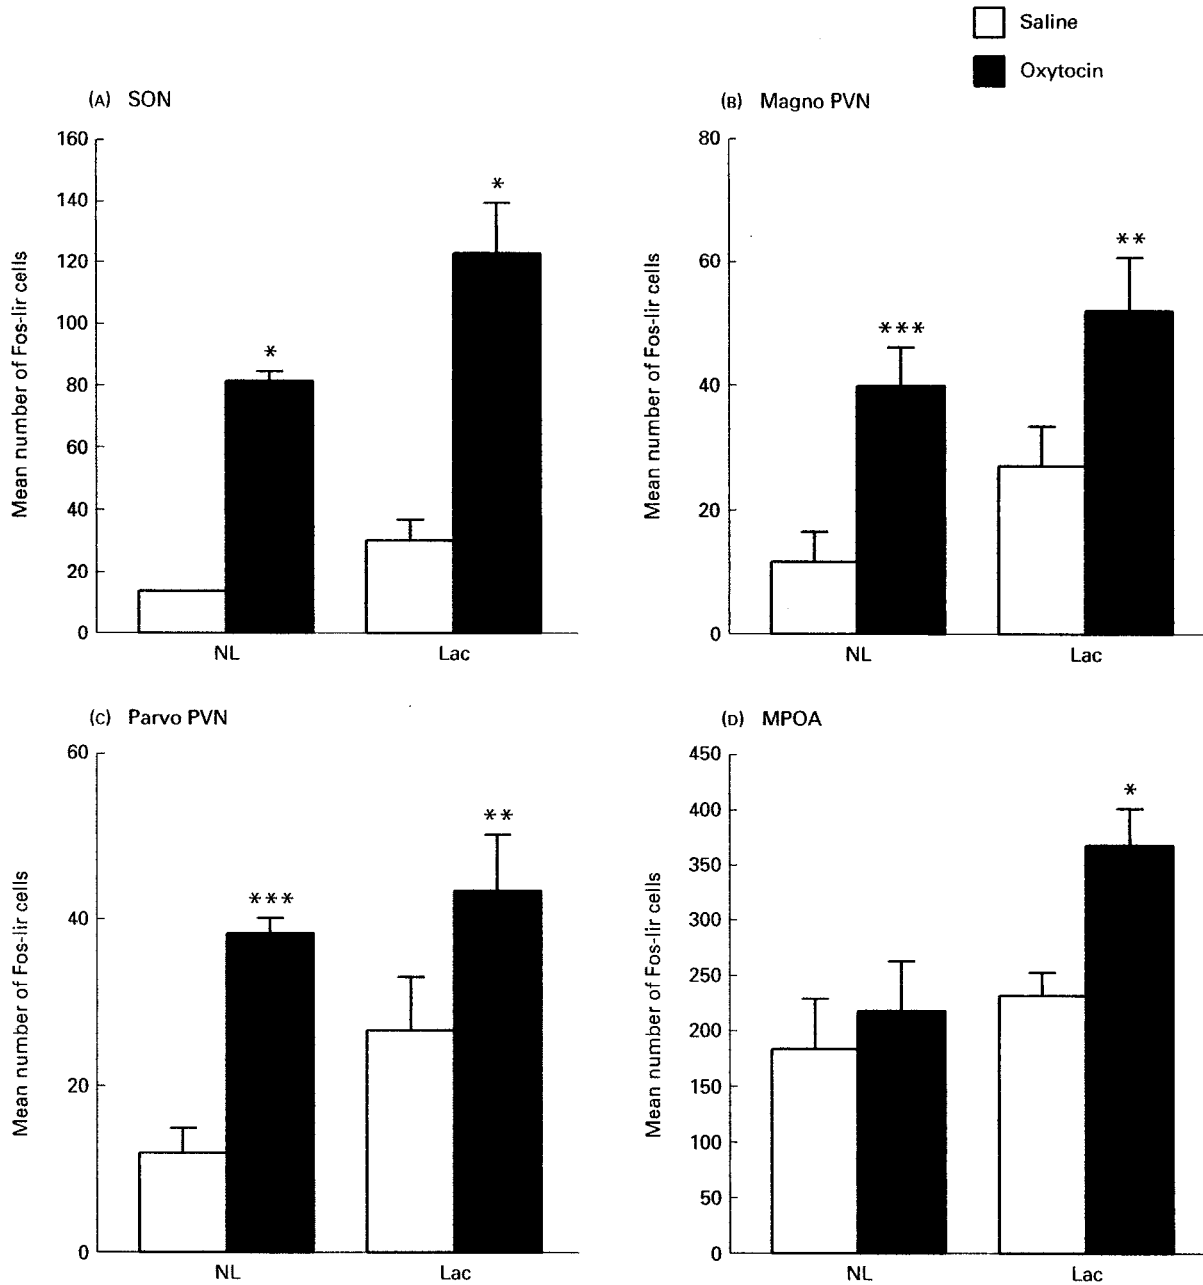 Saline
Oxytocin
(A) SON
160
140
120
100
80
60
40
20
0
Mean number of Fos-lir cells
*
*
NL
Lac
(B) Magno PVN
80
60
40
20
0
Mean number of Fos-lir cells
***
**
NL
Lac
(C) Parvo PVN
60
40
20
0
Mean number of Fos-lir cells
***
**
NL
Lac
(D) MPOA
450
400
350
300
250
200
150
100
50
0
Mean number of Fos-lir cells
*
NL
Lac